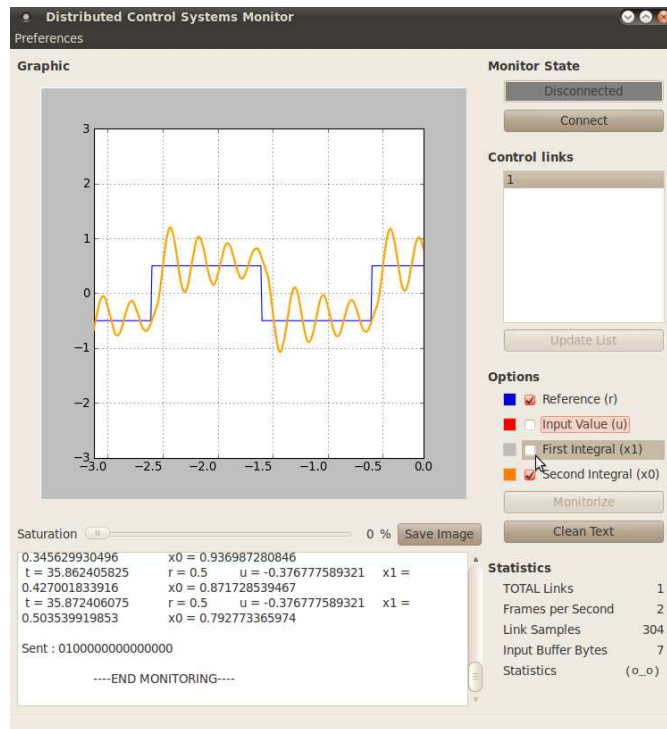 Distributed Control Systems Monitor
Preferences
Graphic
3
2
1
0
−1
−2
−3
−3.0 −2.5 −2.0 −1.5 −1.0 −0.5 0.0
Saturation 0 % Save Image
0.345629930496 x0 = 0.936987280846
t = 35.862405825 r = 0.5 u = -0.376777589321 x1 =
0.427001833916 x0 = 0.871728539467
t = 35.872406075 r = 0.5 u = -0.376777589321 x1 =
0.503539919853 x0 = 0.792773365974
Sent : 0100000000000000
----END MONITORING----
Monitor State
Disconnected
Connect
Control links
1
Update List
Options
Reference (r)
Input Value (u)
First Integral (x1)
Second Integral (x0)
Monitorize
Clean Text
Statistics
TOTAL Links 1
Frames per Second 2
Link Samples 304
Input Buffer Bytes 7
Statistics (o_o)